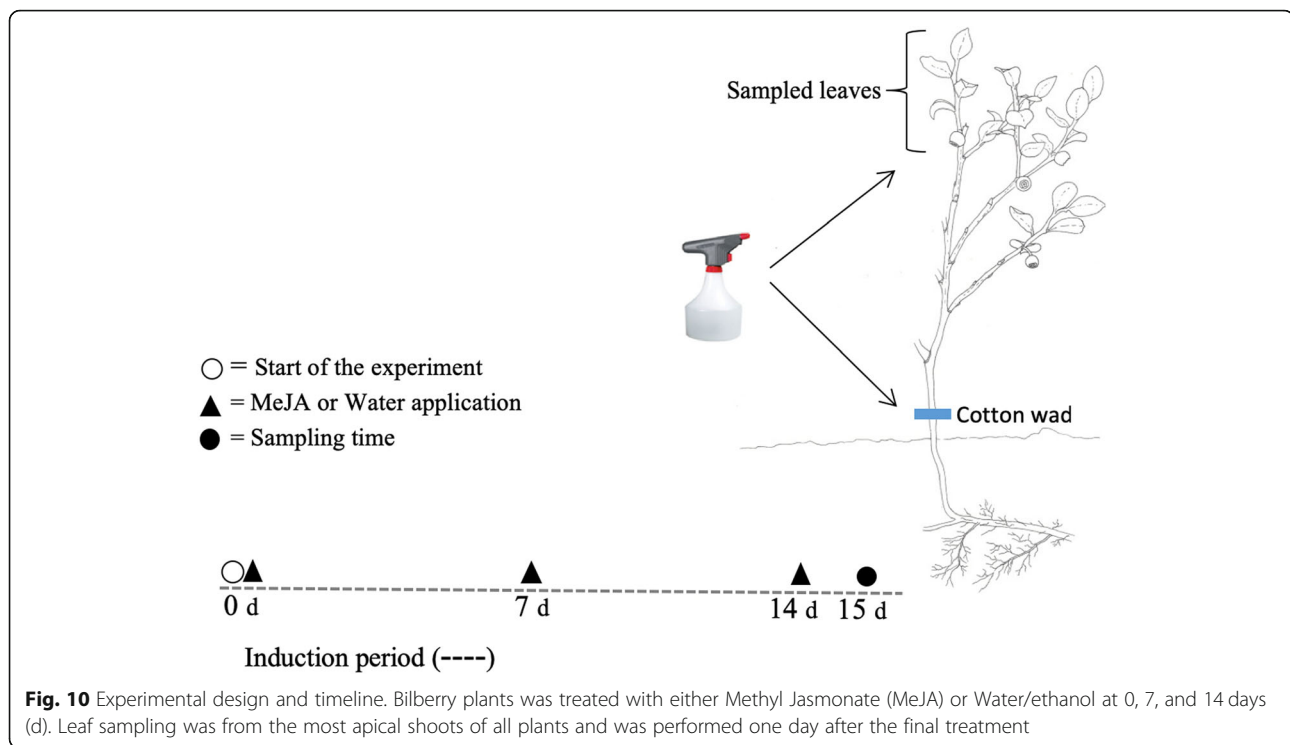 Sampled leaves
○ = Start of the experiment
▲ = MeJA or Water application
● = Sampling time
Cotton wad
0 d 7 d 14 d 15 d
Induction period (----)
Fig. 10 Experimental design and timeline. Bilberry plants was treated with either Methyl Jasmonate (MeJA) or Water/ethanol at 0, 7, and 14 days
(d). Leaf sampling was from the most apical shoots of all plants and was performed one day after the final treatment